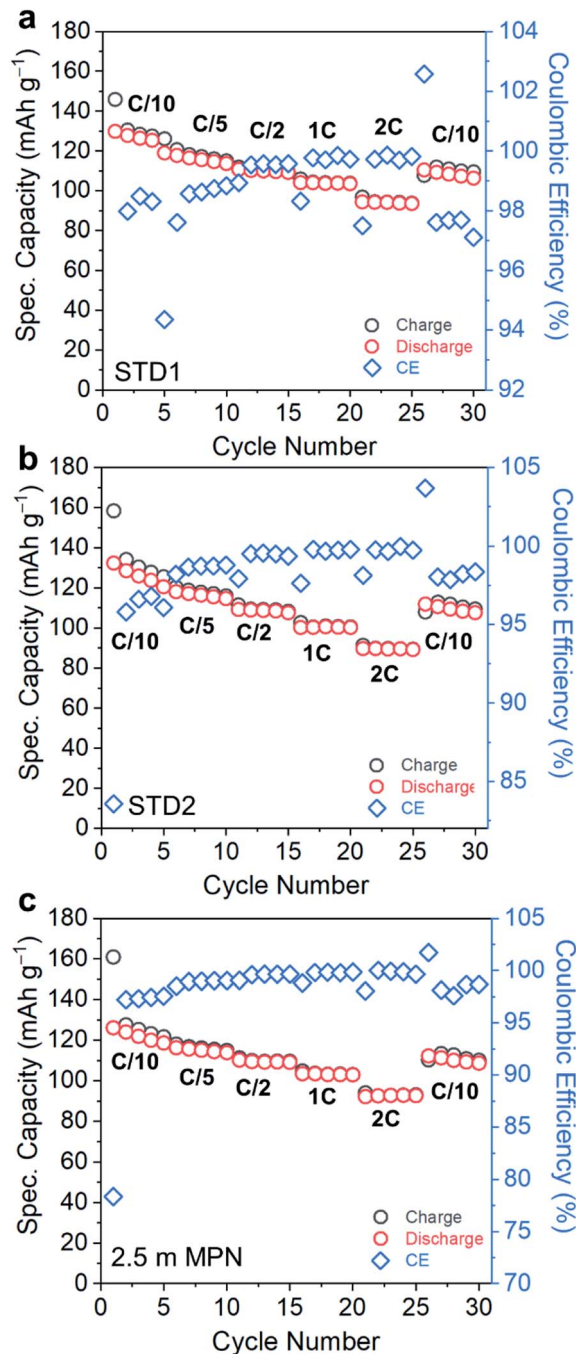 a
180
160
140
120
100
80
60
40
20
0
Spec. Capacity (mAh g⁻¹)
C/10
C/5
C/2
1C
2C
C/10
104
102
100
98
96
94
92
Coulombic Efficiency (%)
Charge
Discharge
CE
STD1
0 5 10 15 20 25 30
Cycle Number
b
180
160
140
120
100
80
60
40
20
0
Spec. Capacity (mAh g⁻¹)
C/10
C/5
C/2
1C
2C
C/10
105
100
95
90
85
Coulombic Efficiency (%)
Charge
Discharge
CE
STD2
0 5 10 15 20 25 30
Cycle Number
c
180
160
140
120
100
80
60
40
20
0
Spec. Capacity (mAh g⁻¹)
C/10
C/5
C/2
1C
2C
C/10
105
100
95
90
85
80
75
70
Coulombic Efficiency (%)
Charge
Discharge
CE
2.5 m MPN
0 5 10 15 20 25 30
Cycle Number